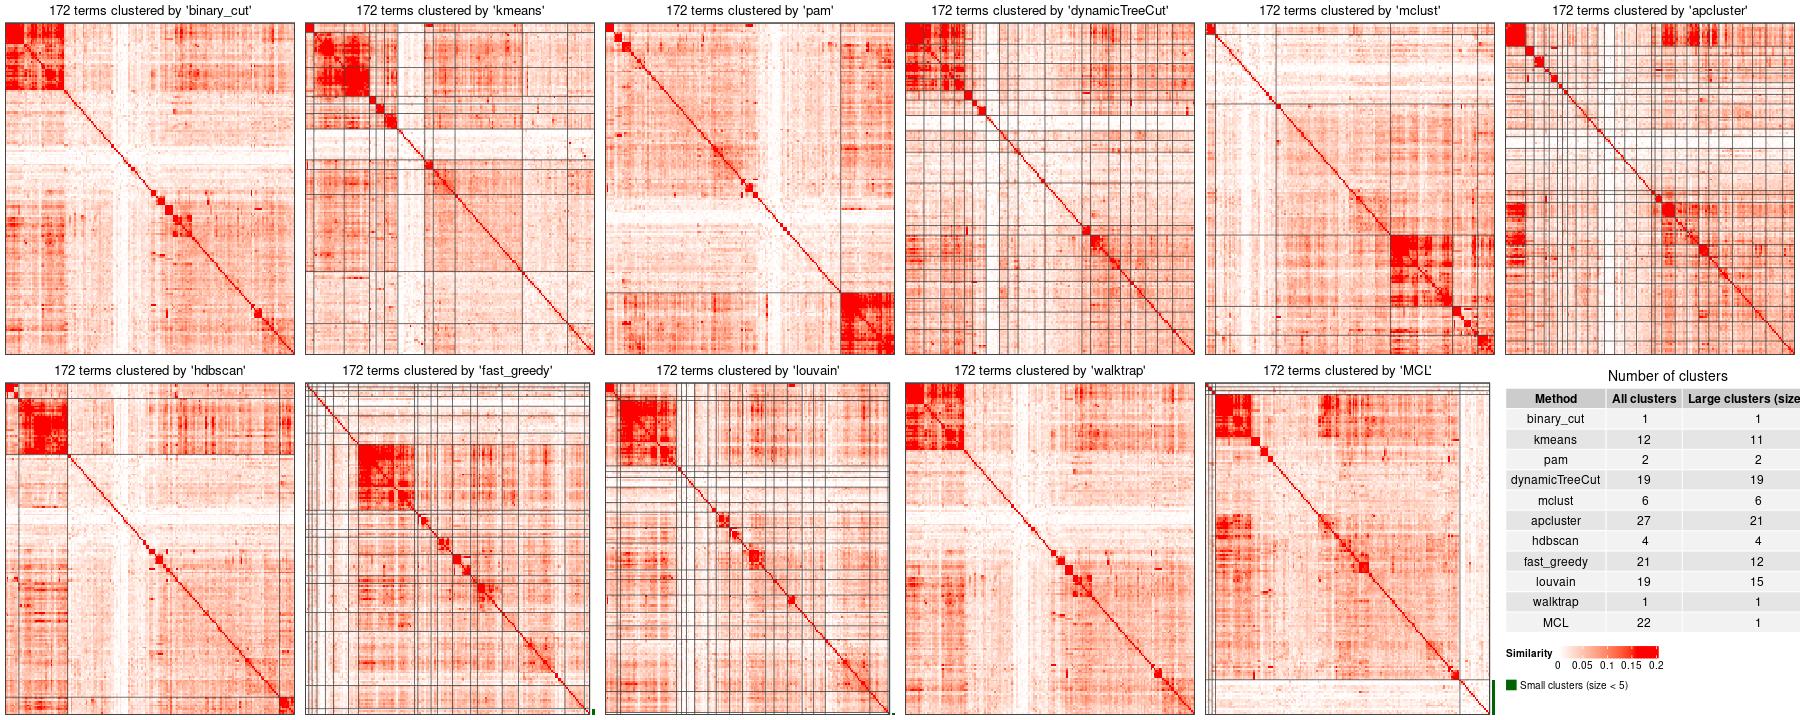 172 terms clustered by 'binary_cut'
172 terms clustered by 'kmeans'
172 terms clustered by 'pam'
172 terms clustered by 'dynamicTreeCut'
172 terms clustered by 'mclust'
172 terms clustered by 'apcluster'
172 terms clustered by 'hdbscan'
172 terms clustered by 'fast_greedy'
172 terms clustered by 'louvain'
172 terms clustered by 'walktrap'
172 terms clustered by 'MCL'
Number of clusters
Method All clusters Large clusters (size
binary_cut 1 1
kmeans 12 11
pam 2 2
dynamicTreeCut 19 19
mclust 6 6
apcluster 27 21
hdbscan 4 4
fast_greedy 21 12
louvain 19 15
walktrap 1 1
MCL 22 1
Similarity
0 0.05 0.1 0.15 0.2
Small clusters (size < 5)